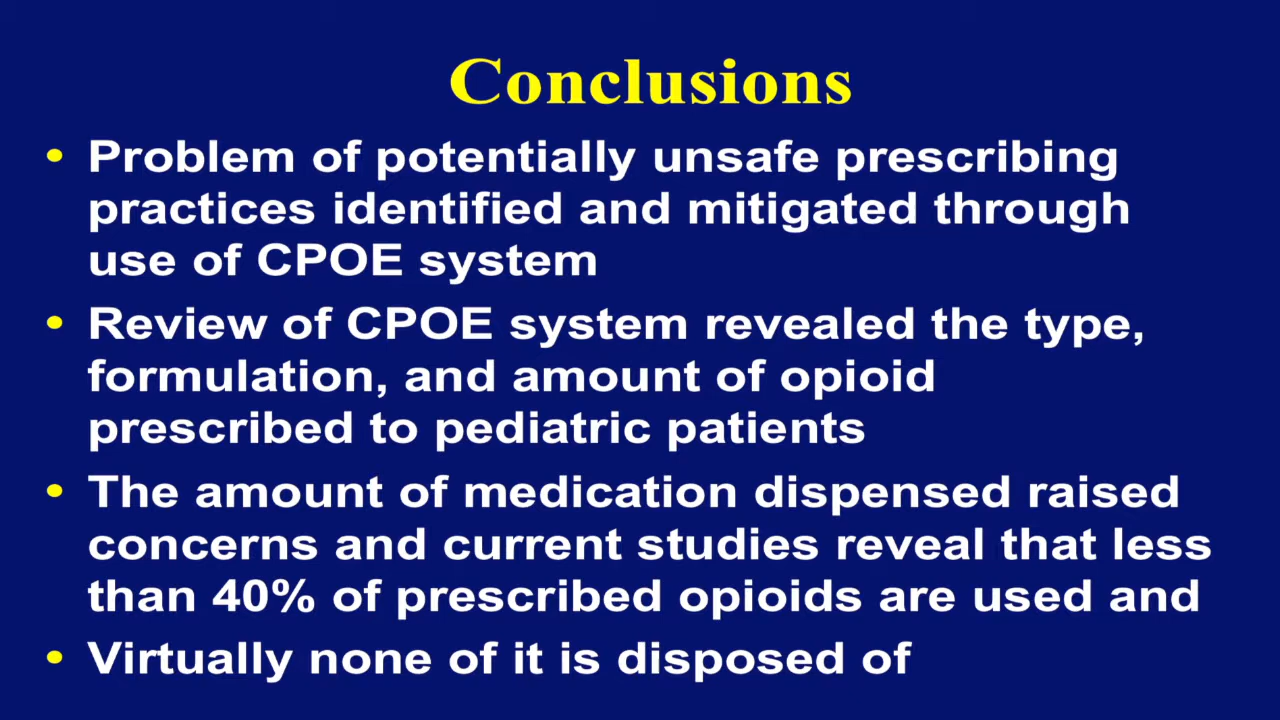 Conclusions
• Problem of potentially unsafe prescribing
practices identified and mitigated through
use of CPOE system
• Review of CPOE system revealed the type,
formulation, and amount of opioid
prescribed to pediatric patients
• The amount of medication dispensed raised
concerns and current studies reveal that less
than 40% of prescribed opioids are used and
• Virtually none of it is disposed of